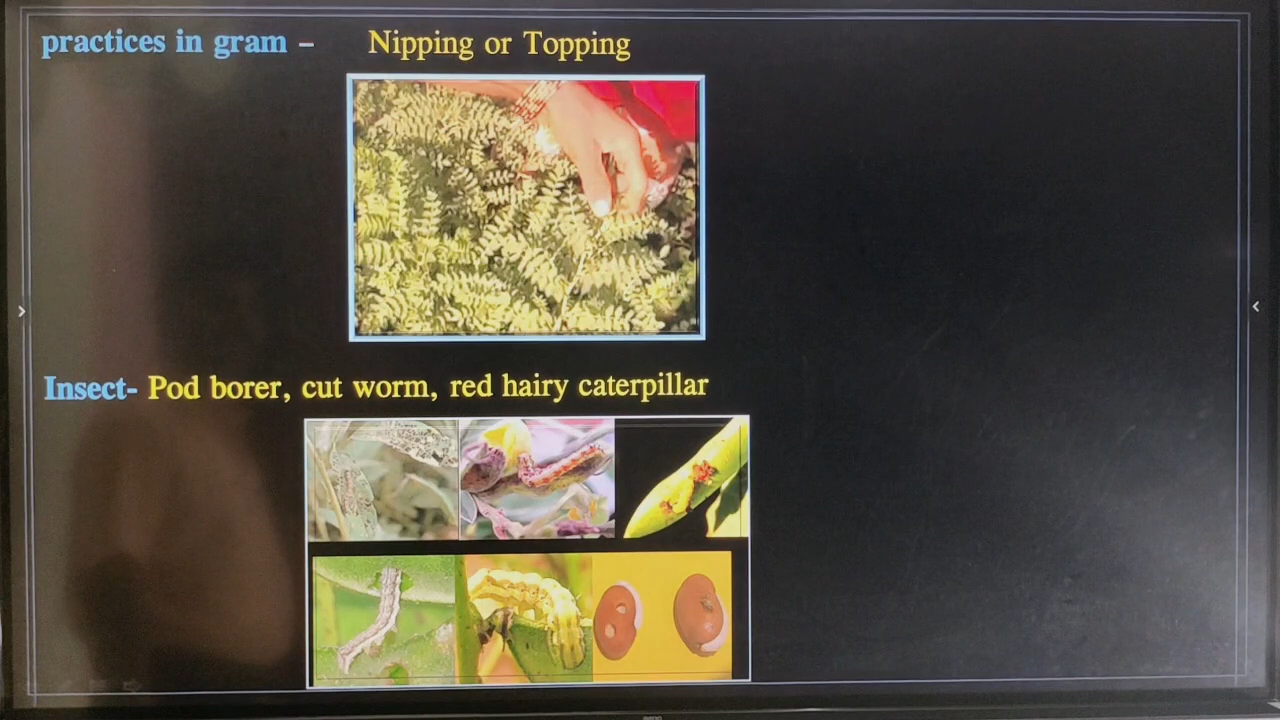 practices in gram – Nipping or Topping
Insect- Pod borer, cut worm, red hairy caterpillar